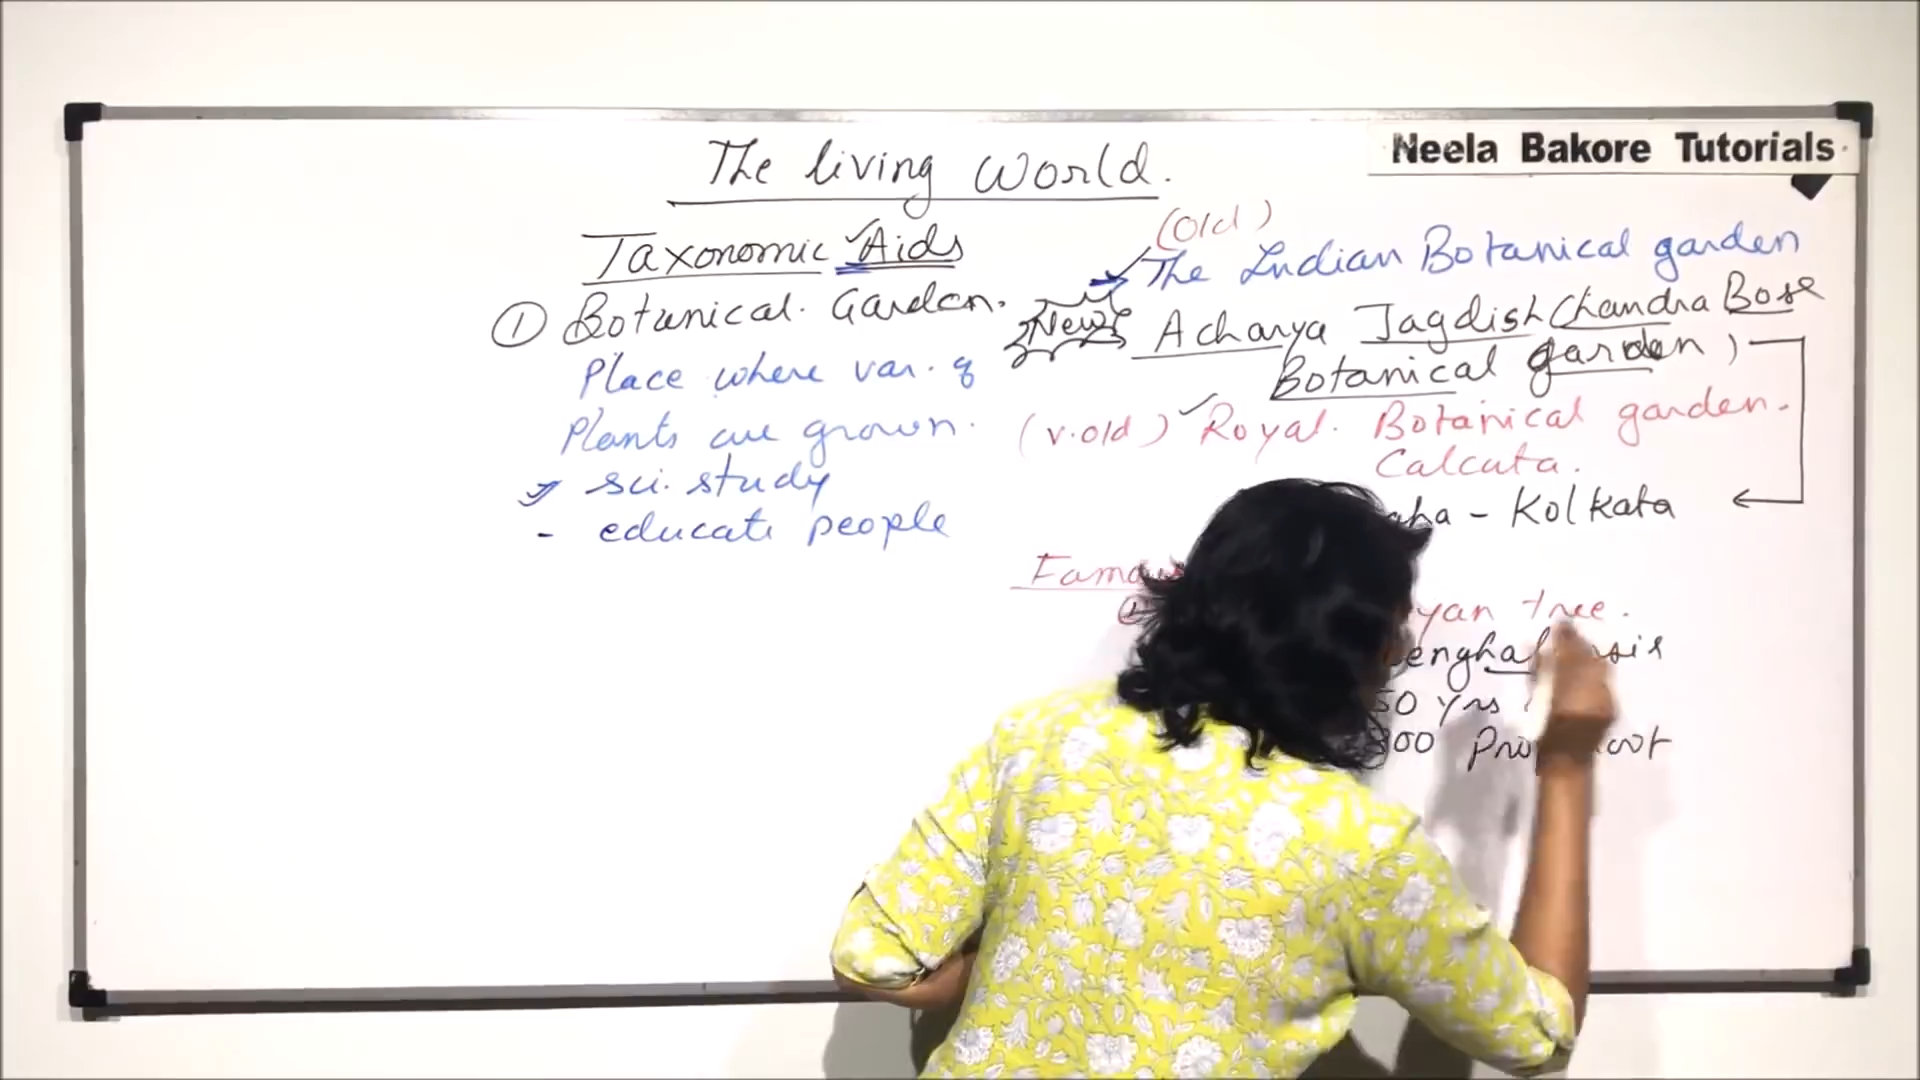 The living World.
Neela Bakore Tutorials
Taxonomic Aids
① Botanical. Garden.
Place where var. of
Plants are grown.
sci. study
- educate people
(Old)
The Indian Botanical garden
New Acharya Jagdish Chandra Bose
Botanical garden
(v.old) Royal. Botanical garden.
Calcuta.
- Kolkata
tree.
yrs
Prop